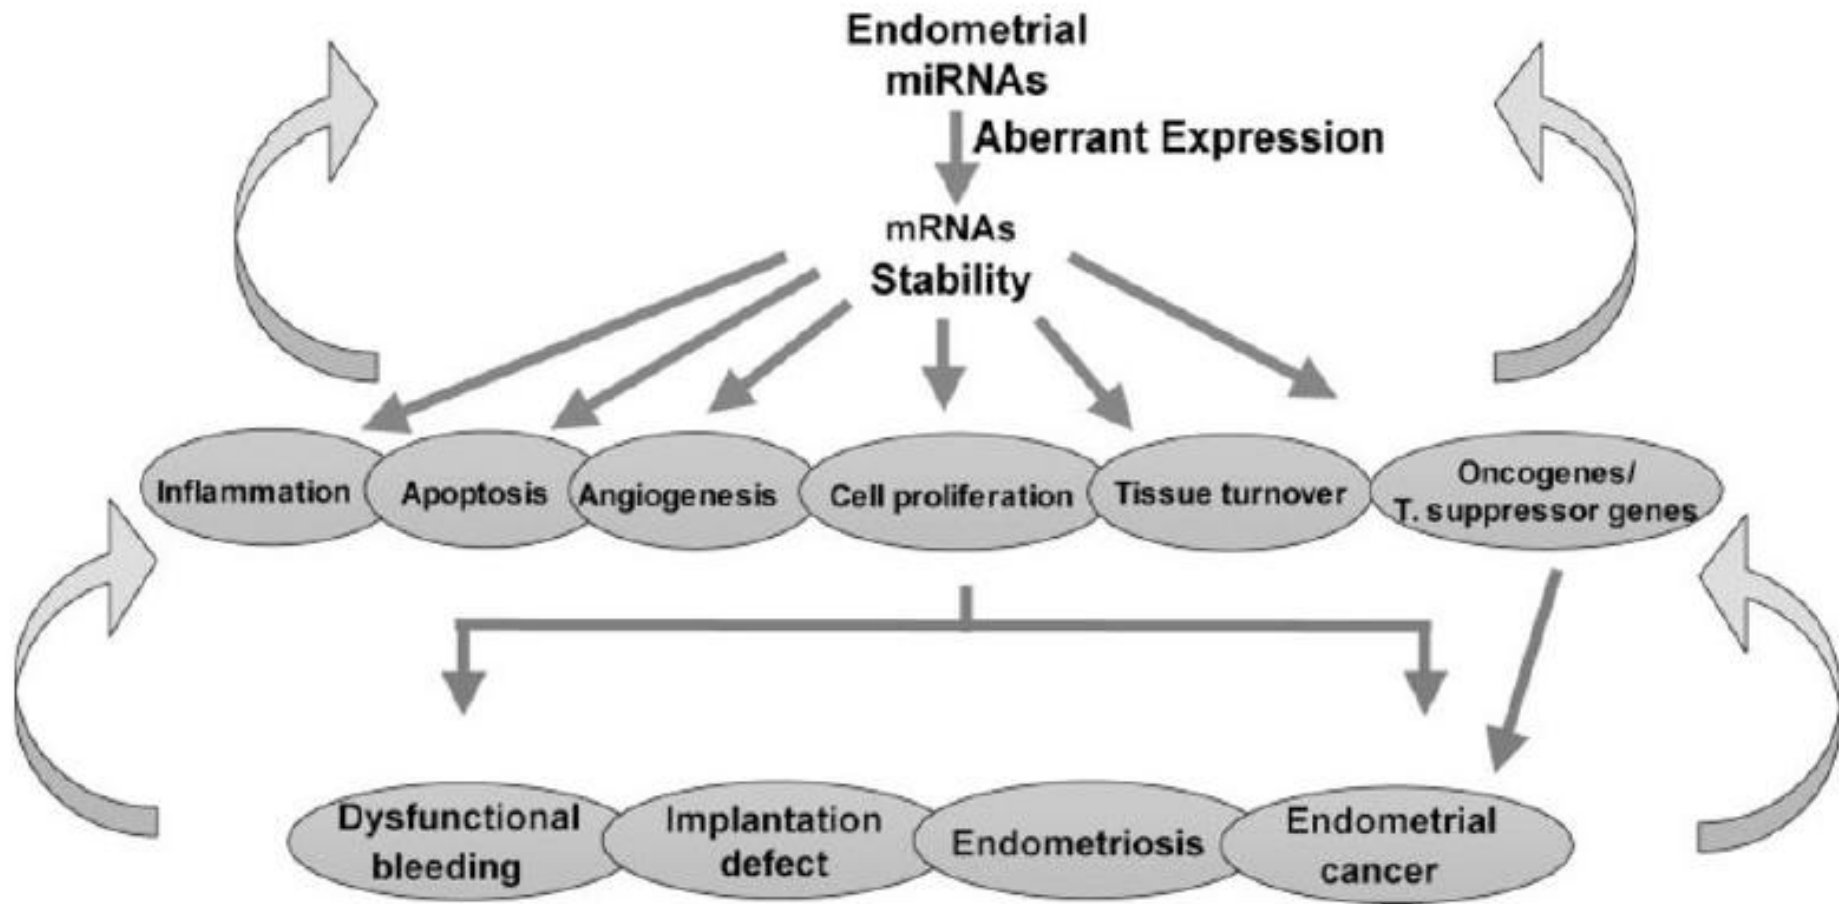 Endometrial
miRNAs
Aberrant Expression
mRNAs
Stability
Inflammation
Apoptosis
Angiogenesis
Cell proliferation
Tissue turnover
Oncogenes/
T. suppressor genes
Dysfunctional
bleeding
Implantation
defect
Endometriosis
Endometrial
cancer